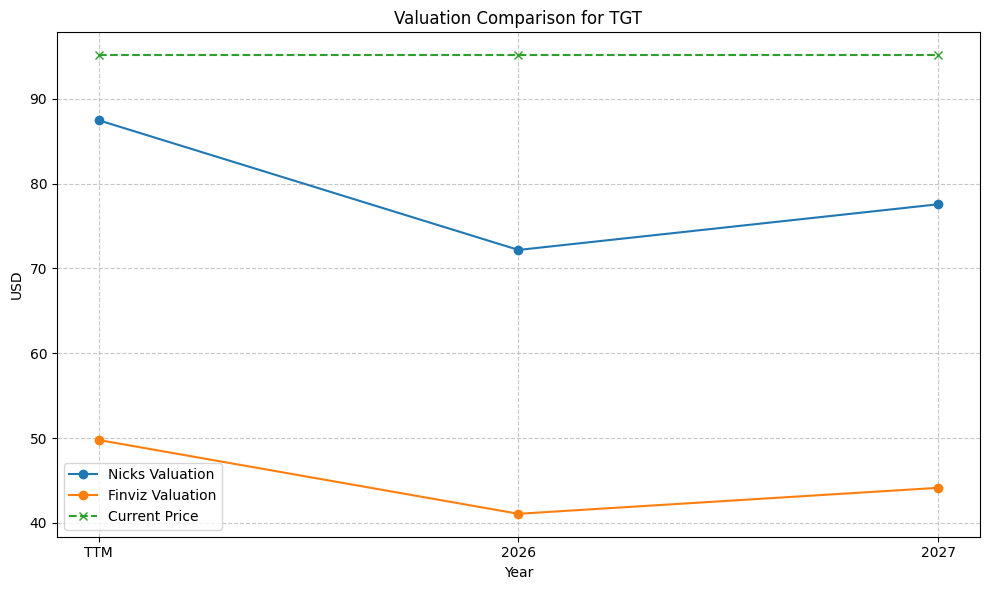 Valuation Comparison for TGT
USD
90
80
70
60
50
40
Nicks Valuation
Finviz Valuation
Current Price
TTM
2026
2027
Year